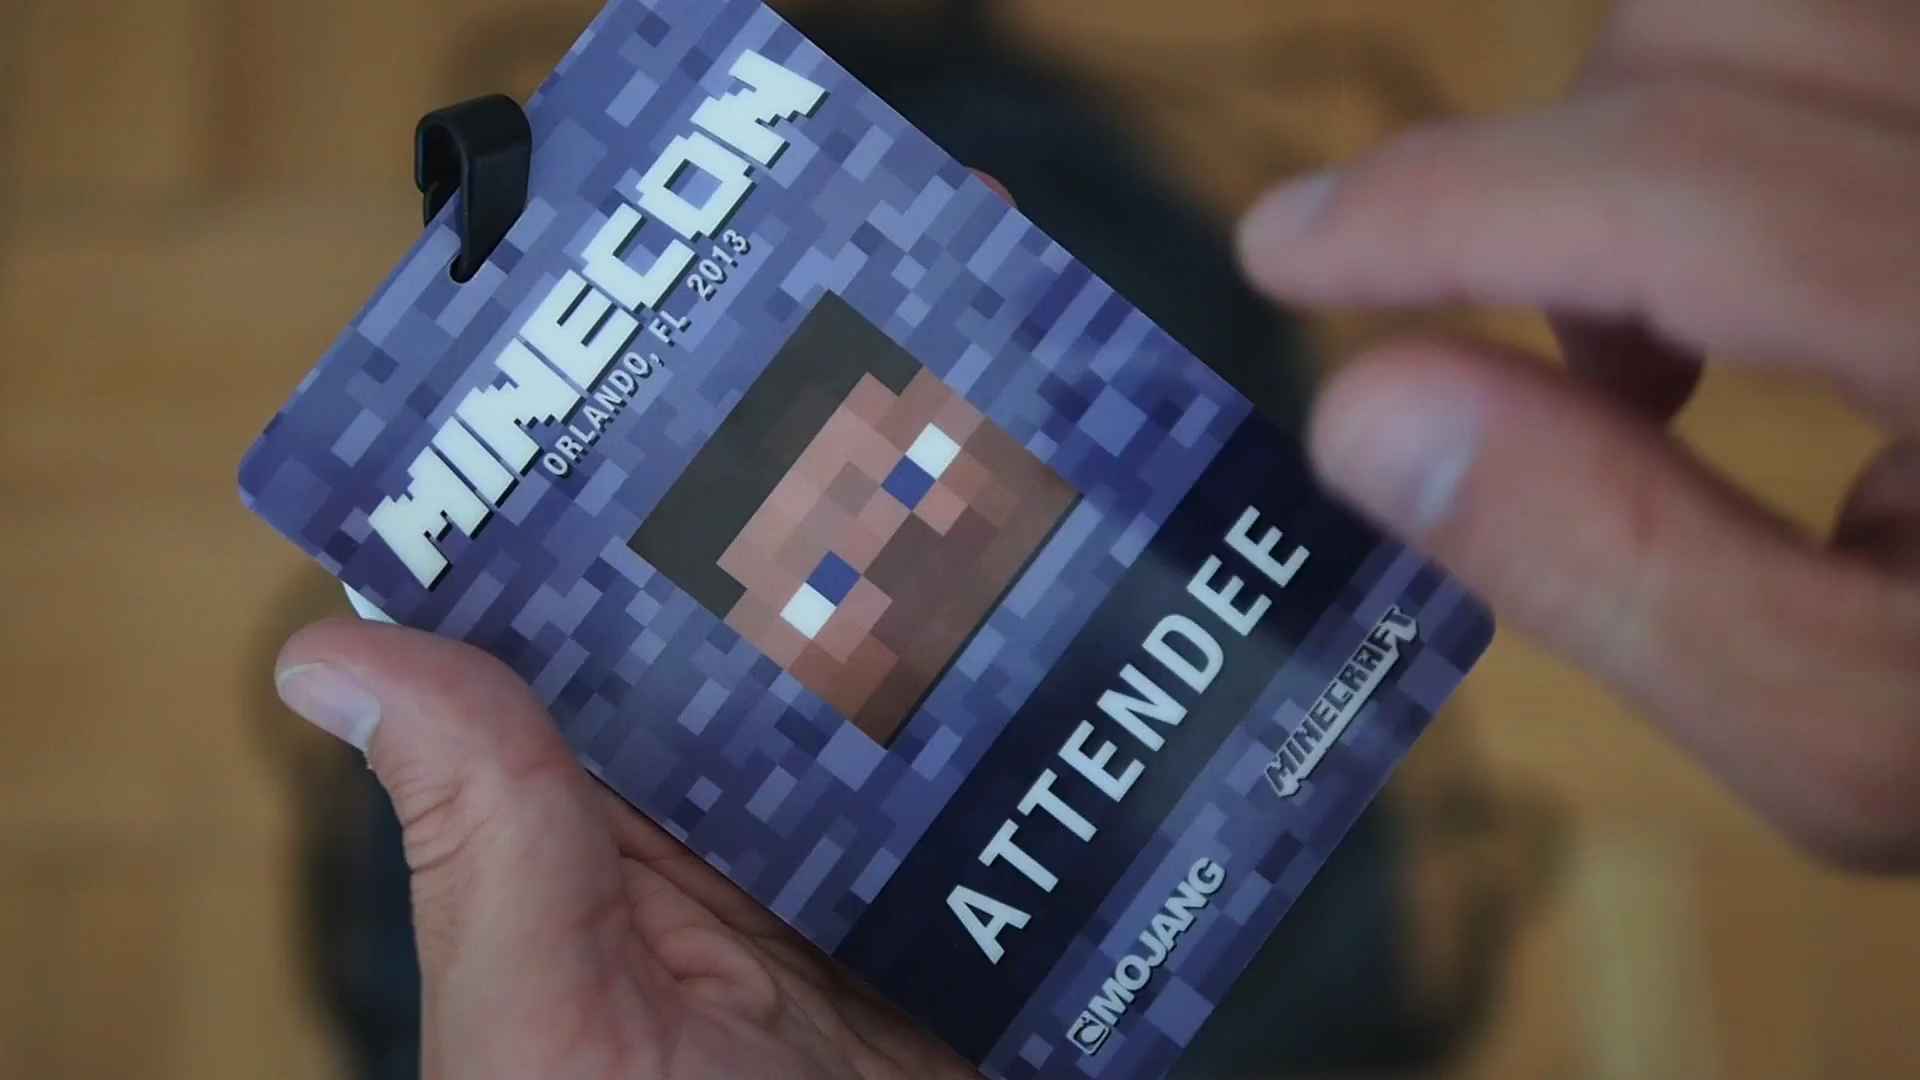 MINECON
ORLANDO, FL 2013
ATTENDEE
MOJANG
MINECRAFT